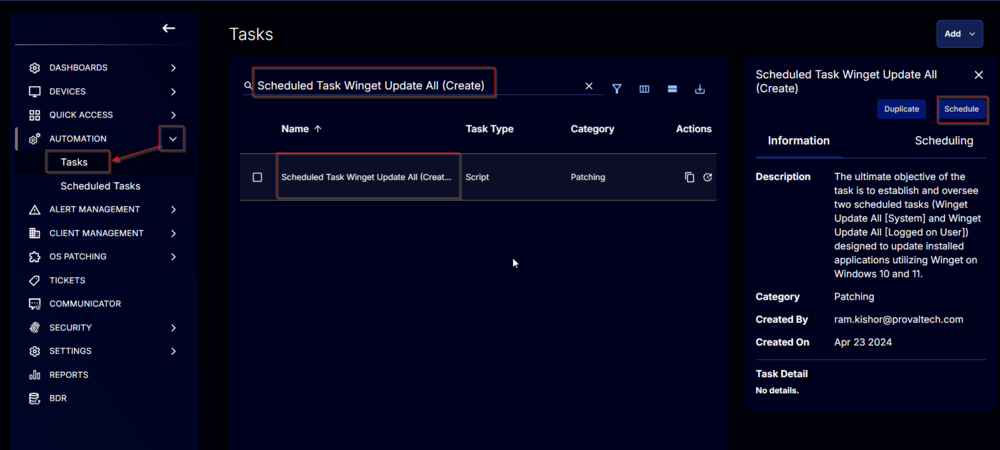 DASHBOARDS
DEVICES
QUICK ACCESS
AUTOMATION
Tasks
Scheduled Tasks
ALERT MANAGEMENT
CLIENT MANAGEMENT
OS PATCHING
TICKETS
COMMUNICATOR
SECURITY
SETTINGS
REPORTS
BDR
Tasks
Add
Scheduled Task Winget Update All (Create)
Name Task Type Category Actions
Scheduled Task Winget Update All (Creat... Script Patching
Scheduled Task Winget Update All
(Create)
Duplicate Schedule
Information Scheduling
Description The ultimate objective of the
task is to establish and oversee
two scheduled tasks (Winget
Update All [System] and Winget
Update All [Logged on User])
designed to update installed
applications utilizing Winget on
Windows 10 and 11.
Category Patching
Created By ram.kishor@provaltech.com
Created On Apr 23 2024
Task Detail
No details.